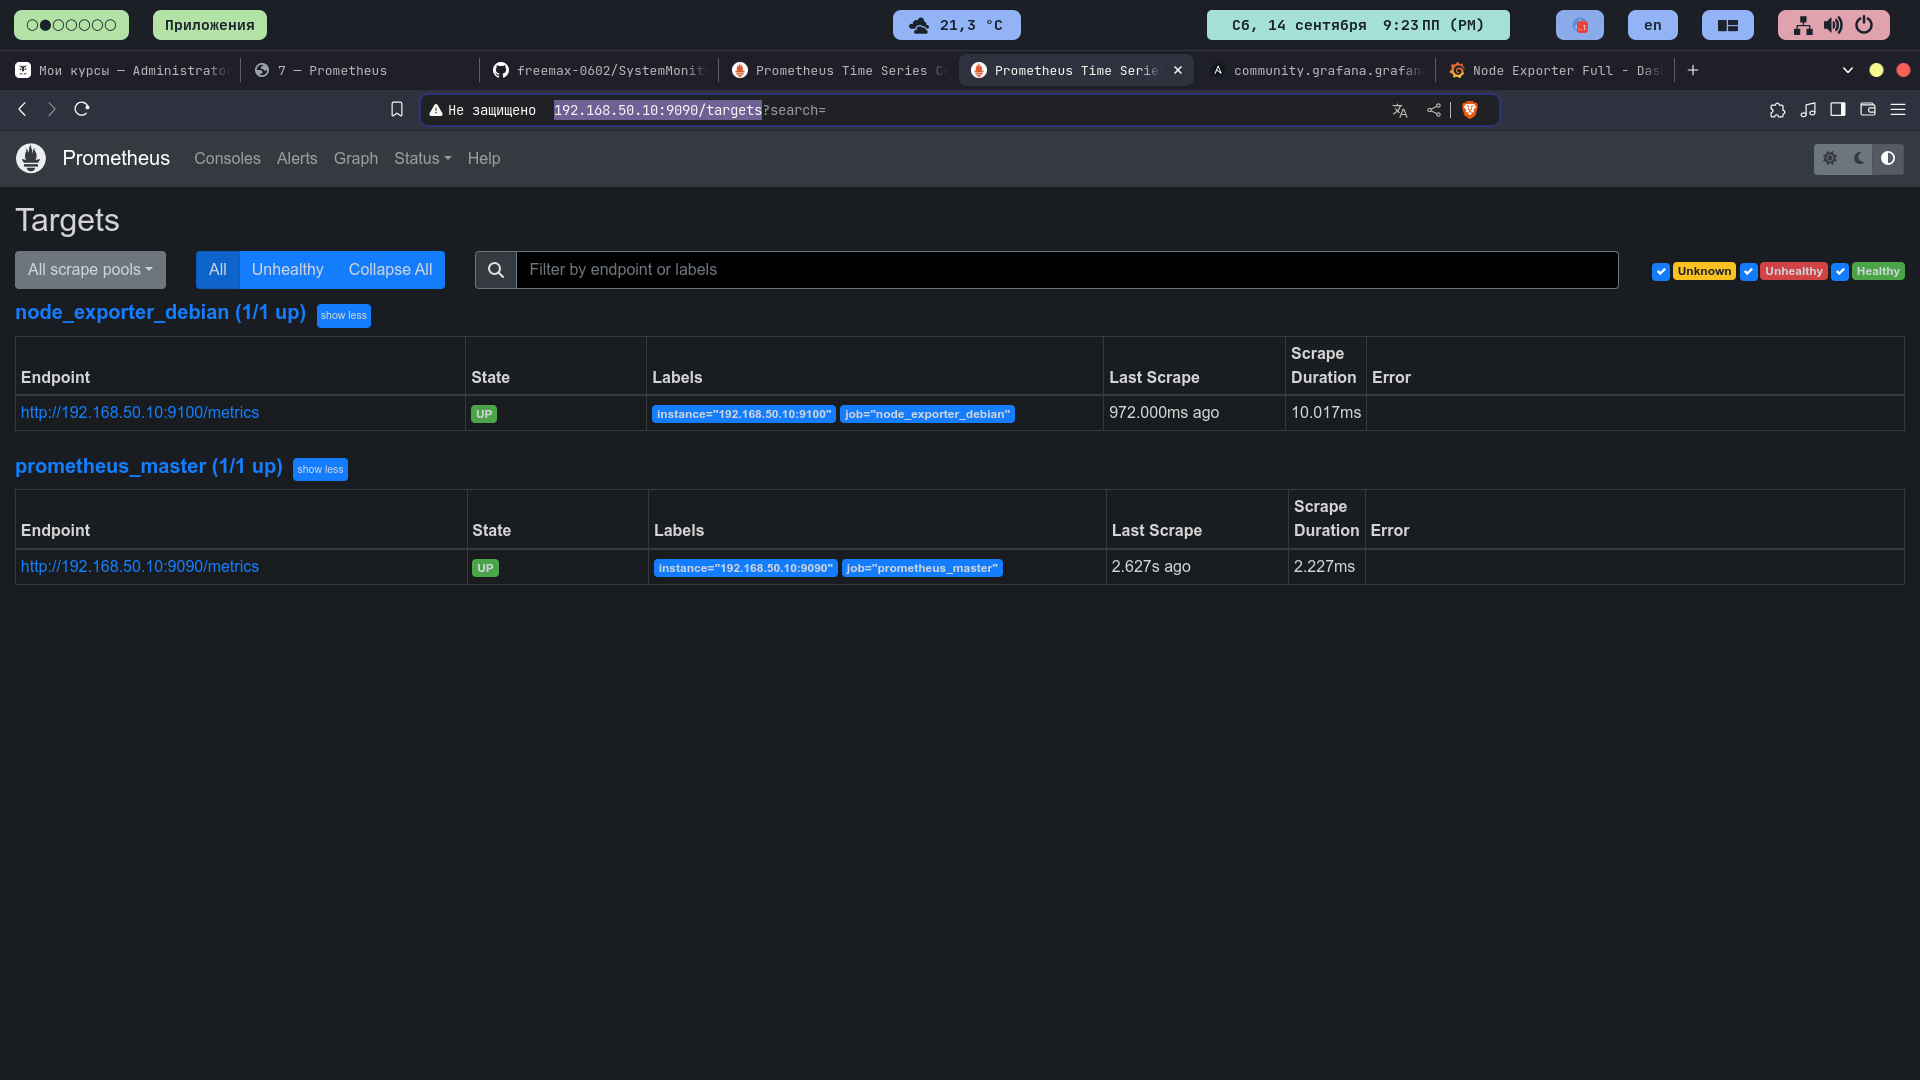 Приложения
21,3 °C
Сб, 14 сентября 9:23 ПП (PM)
en
Мои курсы — Administrato
7 — Prometheus
freemax-0602/SystemMonit
Prometheus Time Series C
Prometheus Time Serie
community.grafana.grafan
Node Exporter Full - Das
Не защищено 192.168.50.10:9090/targets?search=
Prometheus Consoles Alerts Graph Status Help
Targets
All scrape pools
All Unhealthy Collapse All
Filter by endpoint or labels
Unknown Unhealthy Healthy
node_exporter_debian (1/1 up) show less
Endpoint State Labels Last Scrape Scrape Duration Error
http://192.168.50.10:9100/metrics UP instance="192.168.50.10:9100" job="node_exporter_debian" 972.000ms ago 10.017ms
prometheus_master (1/1 up) show less
Endpoint State Labels Last Scrape Scrape Duration Error
http://192.168.50.10:9090/metrics UP instance="192.168.50.10:9090" job="prometheus_master" 2.627s ago 2.227ms